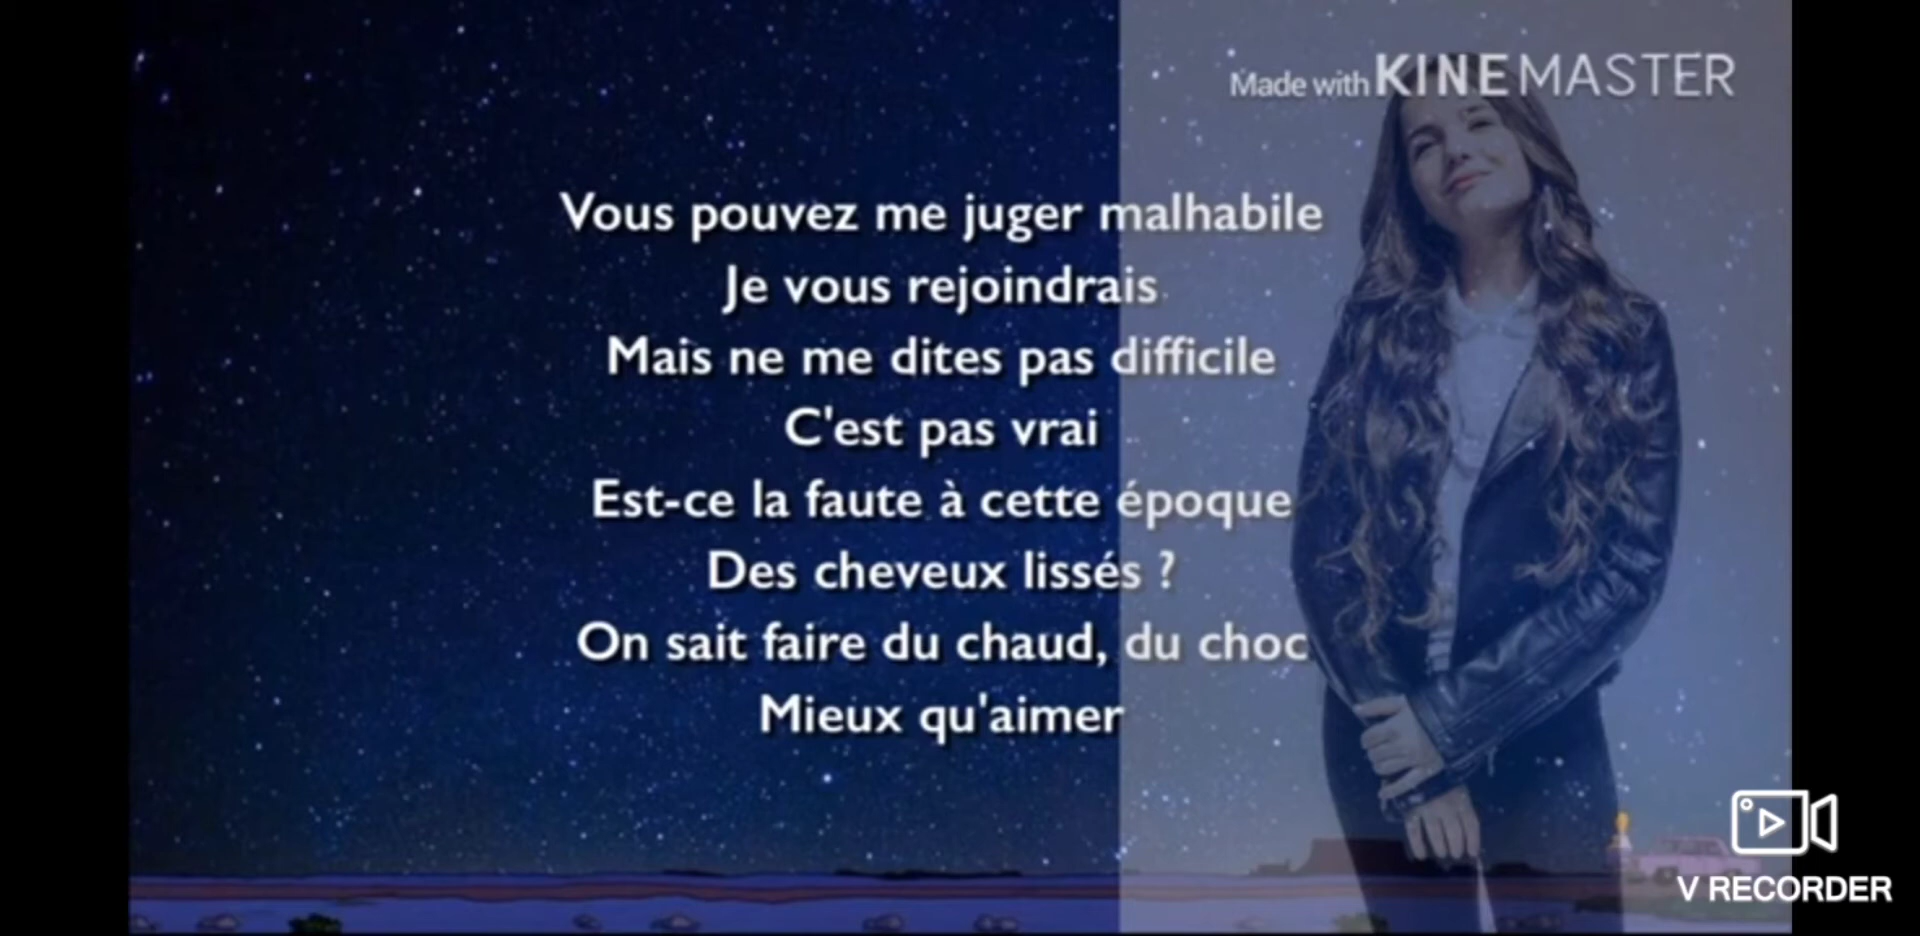 Made with KINEMASTER
Vous pouvez me juger malhabile
Je vous rejoindrais
Mais ne me dites pas difficile
C'est pas vrai
Est-ce la faute à cette époque
Des cheveux lissés ?
On sait faire du chaud, du choc
Mieux qu'aimer
V RECORDER